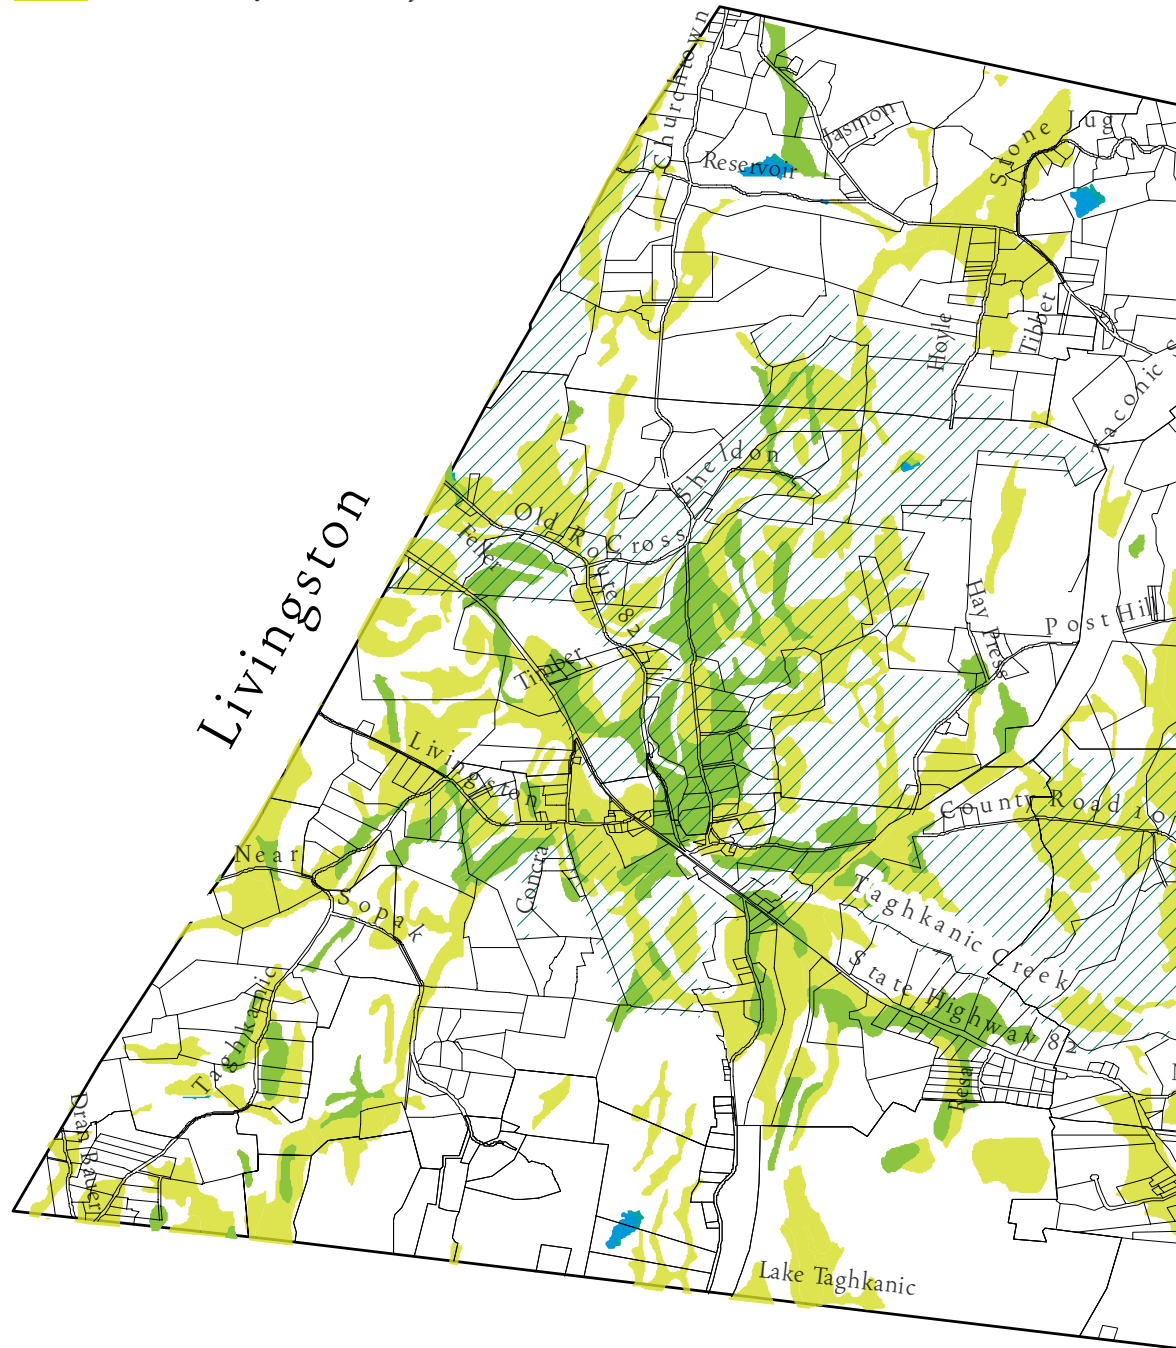 Churchtown
Jasmon
Stone Jug
Reservoir
Hoyle
Tibbet
Taconic
Sheldon
Livingston
Old Route 82
Cross
Feller
Hay Press
Post Hill
Timber
Livingston
County Road 10
Near
Sopak
Concra
Taghkanic Creek
State Highway 82
Taghkanic
Resa
Lake Taghkanic